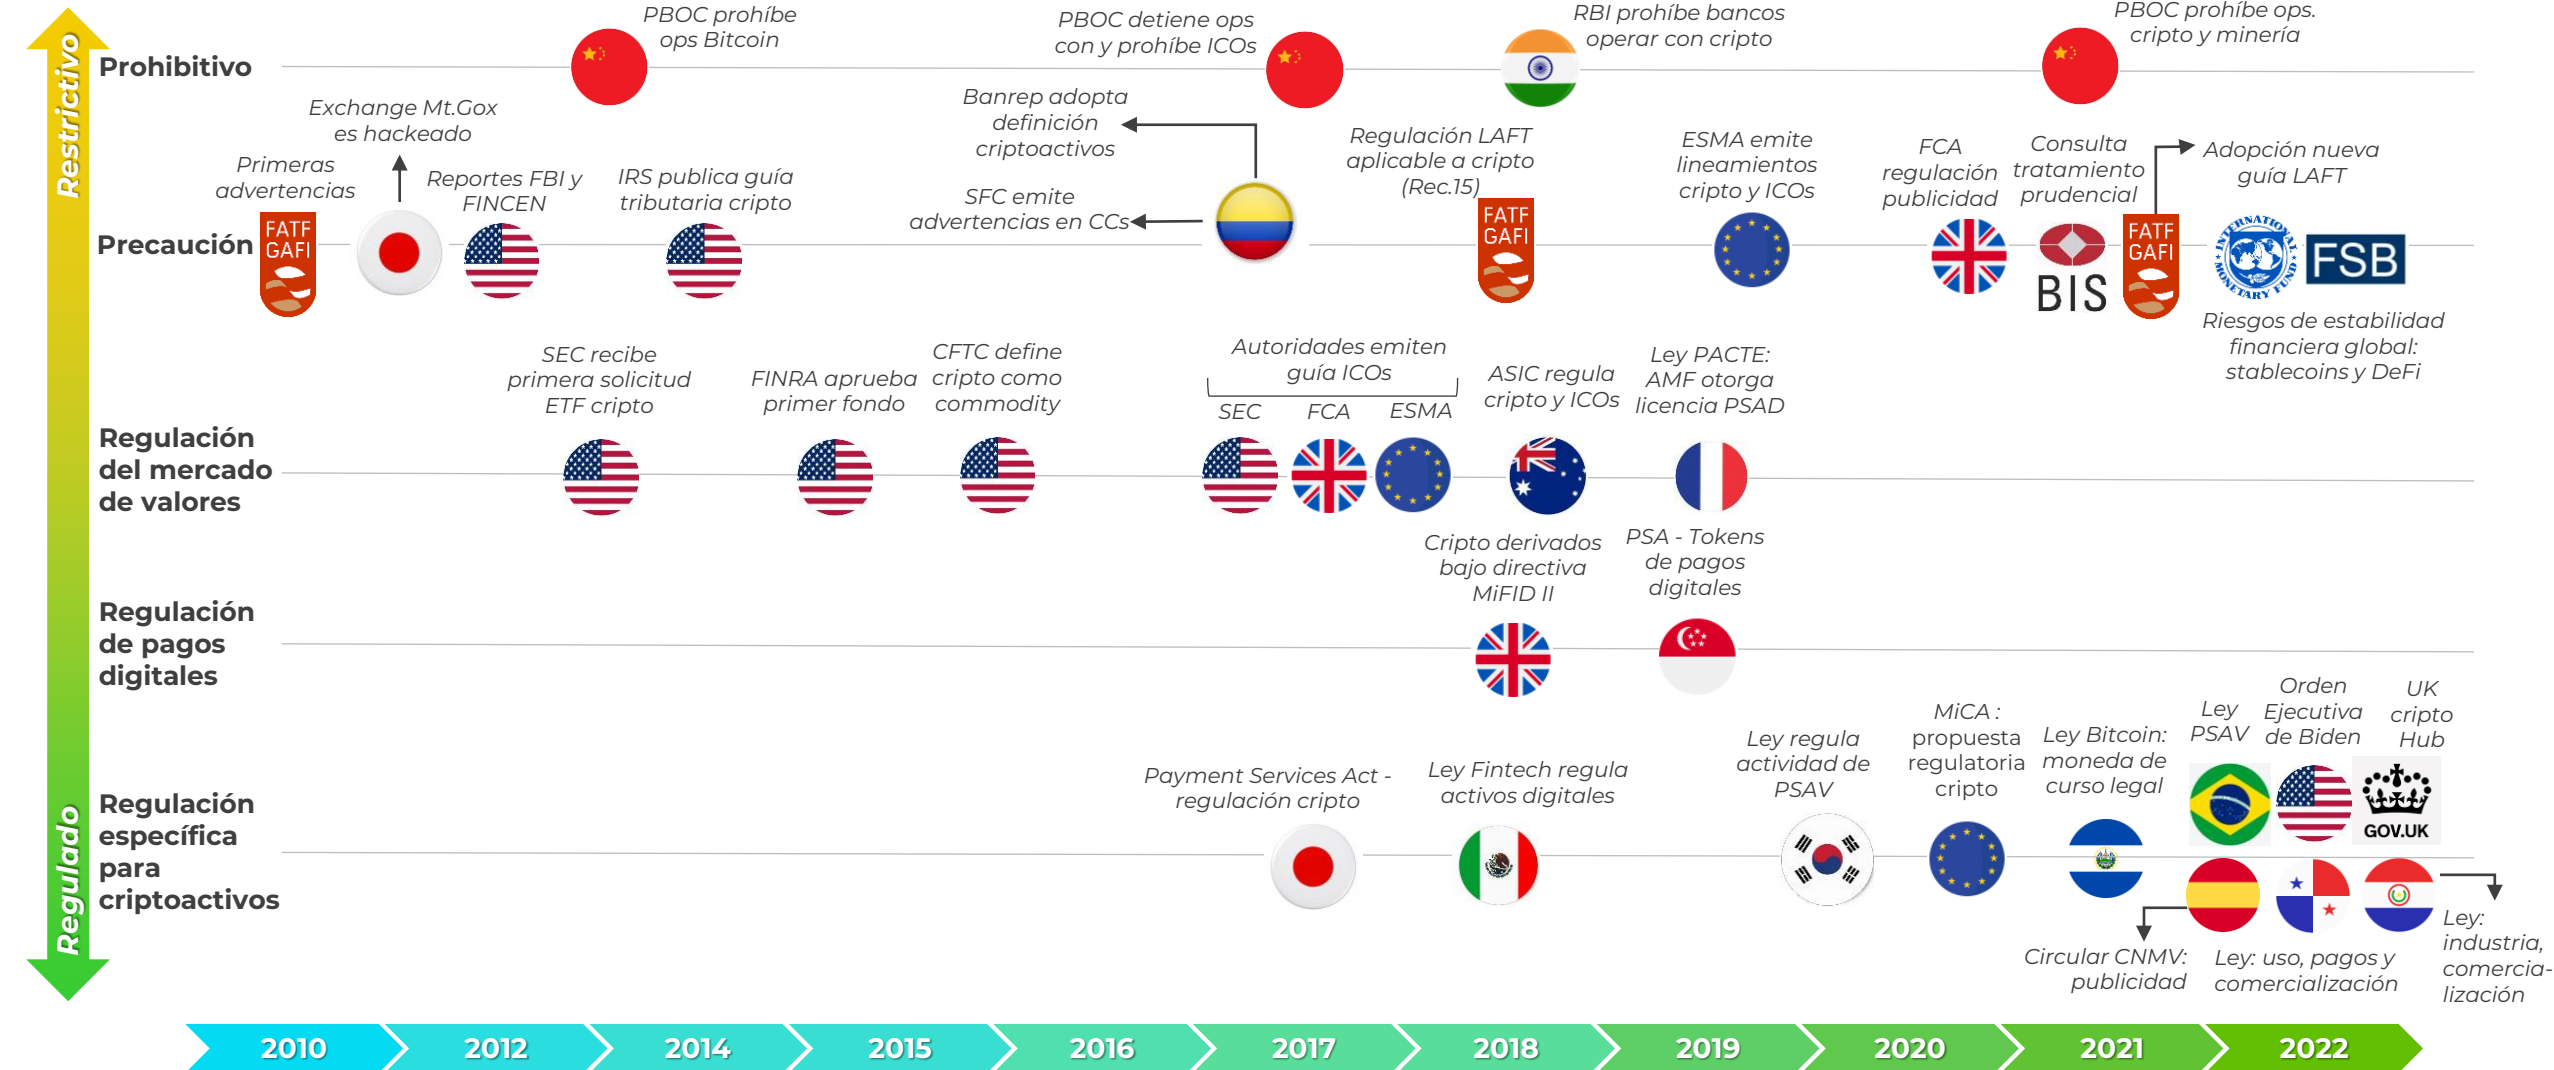 Restrictivo
Regulado
Prohibitivo
PBOC prohíbe
ops Bitcoin
PBOC detiene ops
con y prohíbe ICOs
RBI prohíbe bancos
operar con cripto
PBOC prohíbe ops.
cripto y minería
Precaución
Primeras
advertencias
FATF
GAFI
Exchange Mt.Gox
es hackeado
Reportes FBI y
FINCEN
IRS publica guía
tributaria cripto
Banrep adopta
definición
criptoactivos
SFC emite
advertencias en CCs
Regulación LAFT
aplicable a cripto
(Rec.15)
FATF
GAFI
ESMA emite
lineamientos
cripto y ICOs
FCA
regulación
publicidad
Consulta
tratamiento
prudencial
BIS
FATF
GAFI
Adopción nueva
guía LAFT
INTERNATIONAL
MONETARY FUND
FSB
Riesgos de estabilidad
financiera global:
stablecoins y DeFi
Regulación
del mercado
de valores
SEC recibe
primera solicitud
ETF cripto
FINRA aprueba
primer fondo
CFTC define
cripto como
commodity
Autoridades emiten
guía ICOs
SEC
FCA
ESMA
ASIC regula
cripto y ICOs
Ley PACTE:
AMF otorga
licencia PSAD
Regulación
de pagos
digitales
Cripto derivados
bajo directiva
MiFID II
PSA - Tokens
de pagos
digitales
Regulación
específica
para
criptoactivos
Payment Services Act -
regulación cripto
Ley Fintech regula
activos digitales
Ley regula
actividad de
PSAV
MiCA :
propuesta
regulatoria
cripto
Ley Bitcoin:
moneda de
curso legal
Ley
PSAV
Orden
Ejecutiva
de Biden
UK
cripto
Hub
GOV.UK
Circular CNMV:
publicidad
Ley: uso, pagos y
comercialización
Ley:
industria,
comercia-
lización
2010
2012
2014
2015
2016
2017
2018
2019
2020
2021
2022